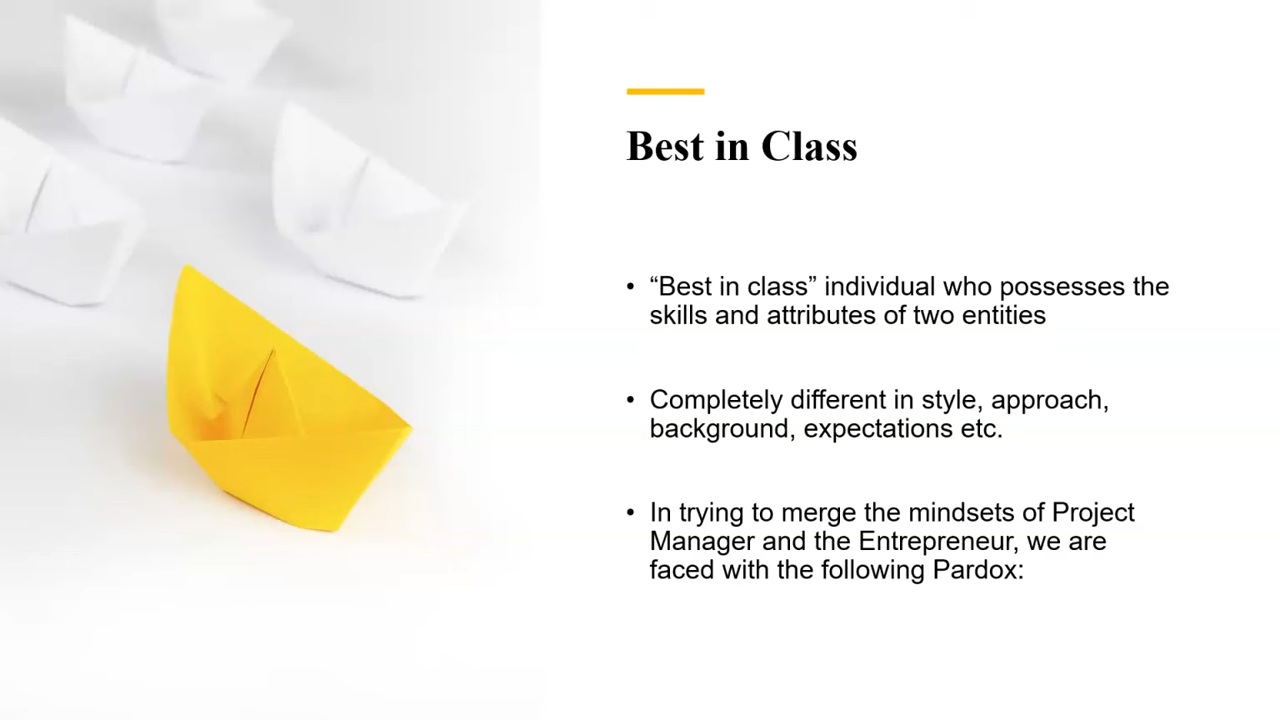 Best in Class
• “Best in class” individual who possesses the
skills and attributes of two entities
• Completely different in style, approach,
background, expectations etc.
• In trying to merge the mindsets of Project
Manager and the Entrepreneur, we are
faced with the following Pardox: